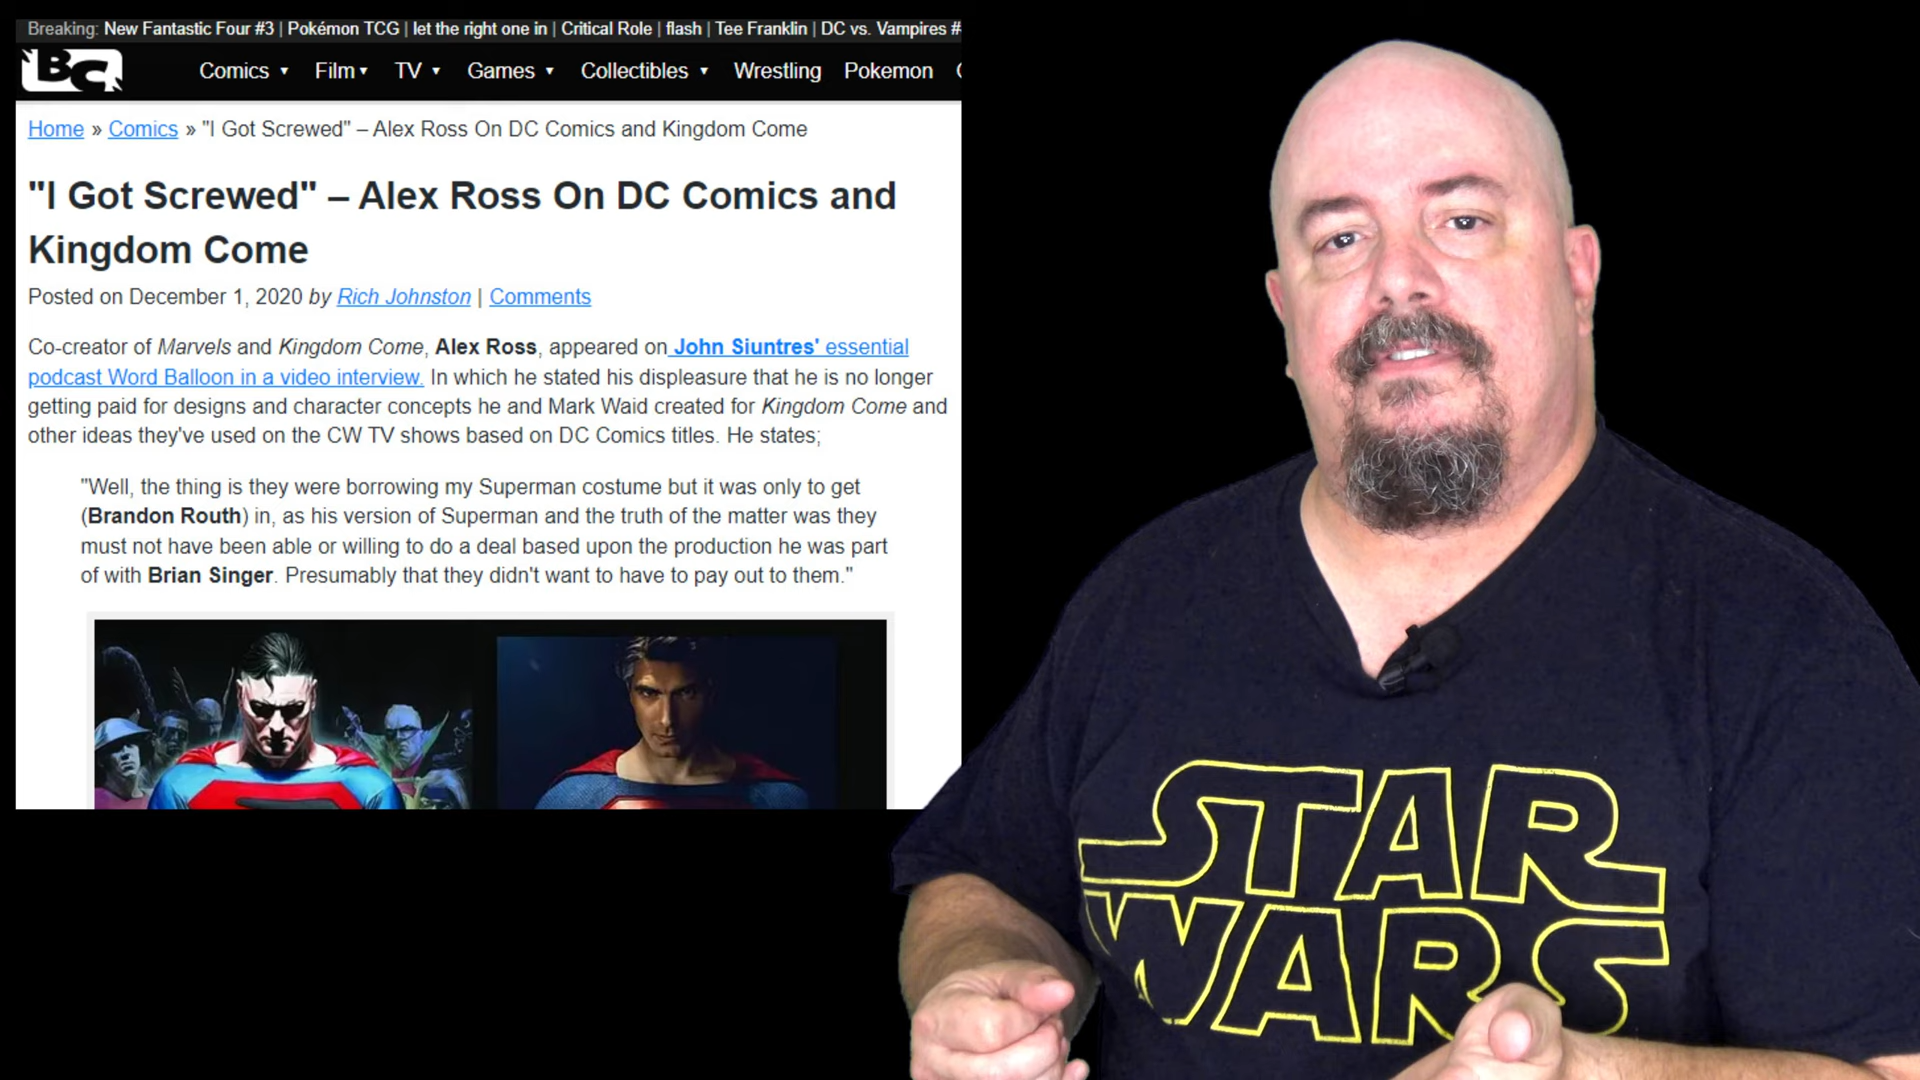 Breaking: New Fantastic Four #3 | Pokémon TCG | let the right one in | Critical Role | flash | Tee Franklin | DC vs. Vampires #
BC Comics ▾ Film ▾ TV ▾ Games ▾ Collectibles ▾ Wrestling Pokemon
Home » Comics » "I Got Screwed" – Alex Ross On DC Comics and Kingdom Come
"I Got Screwed" – Alex Ross On DC Comics and
Kingdom Come
Posted on December 1, 2020 by Rich Johnston | Comments
Co-creator of Marvels and Kingdom Come, Alex Ross, appeared on John Siuntres' essential
podcast Word Balloon in a video interview. In which he stated his displeasure that he is no longer
getting paid for designs and character concepts he and Mark Waid created for Kingdom Come and
other ideas they've used on the CW TV shows based on DC Comics titles. He states;
"Well, the thing is they were borrowing my Superman costume but it was only to get
(Brandon Routh) in, as his version of Superman and the truth of the matter was they
must not have been able or willing to do a deal based upon the production he was part
of with Brian Singer. Presumably that they didn't want to have to pay out to them."
STAR
WARS